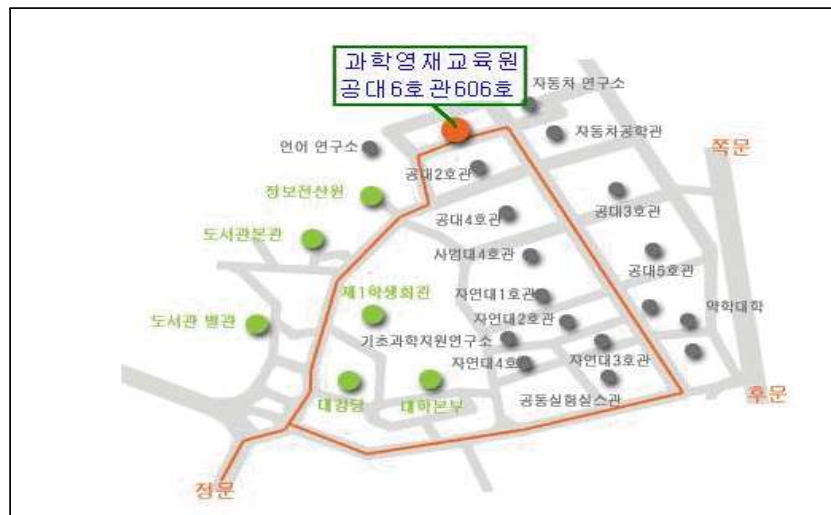 과학영재교육원
공대6호관606호
자동차 연구소
자동차공학관
쪽문
언어 연구소
공대2호관
정보전산원
공대3호관
공대4호관
도서관본관
사범대4호관
공대5호관
제1학생회관
자연대1호관
약학대학
도서관 별관
자연대2호관
기초과학지원연구소
자연대4호
자연대3호관
대강당
대학본부
공동실험실스관
후문
정문